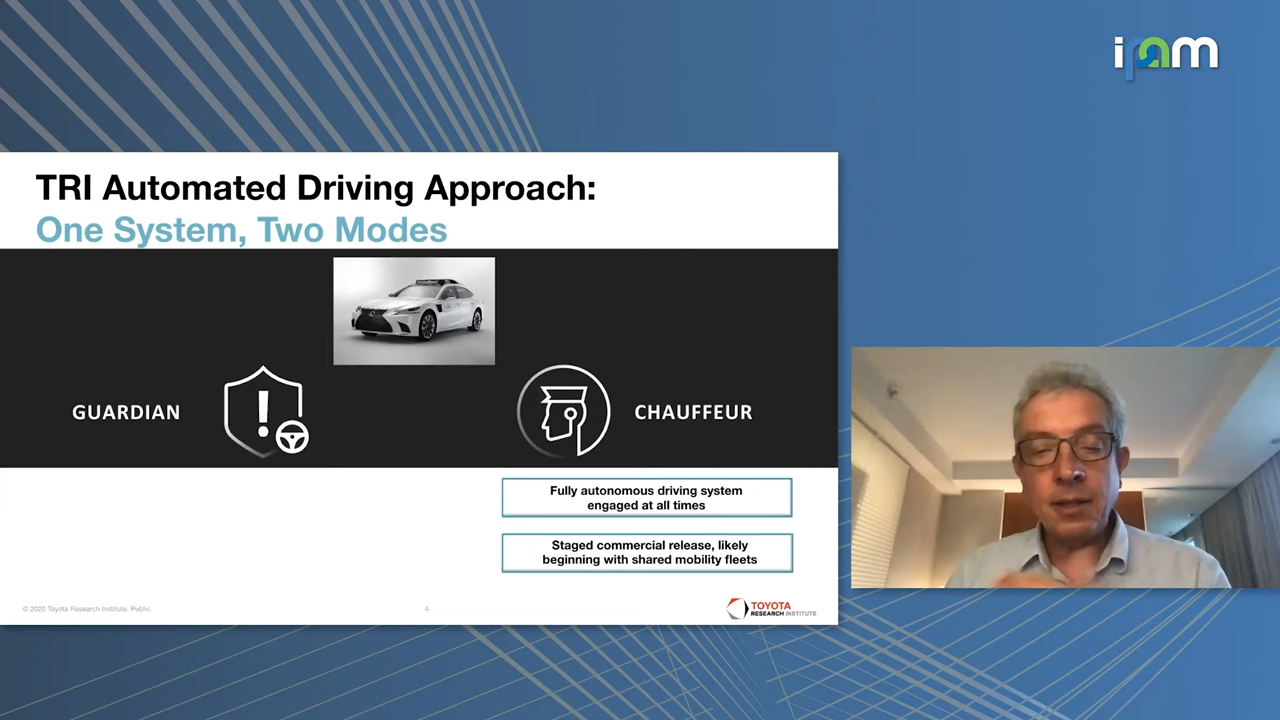 ipam
TRI Automated Driving Approach:
One System, Two Modes
GUARDIAN
CHAUFFEUR
Fully autonomous driving system
engaged at all times
Staged commercial release, likely
beginning with shared mobility fleets
© 2020 Toyota Research Institute. Public.
4
TOYOTA
RESEARCH INSTITUTE